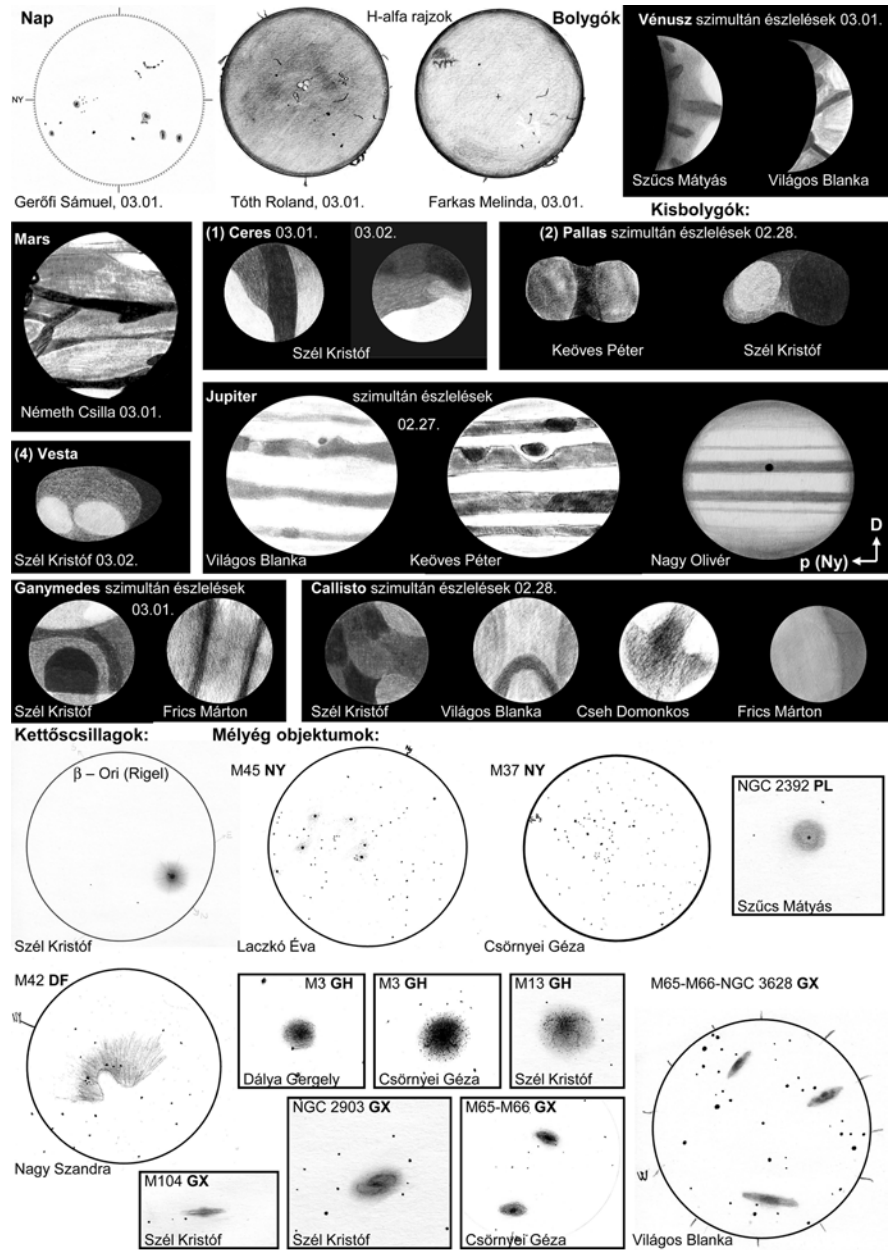 Nap
H-alfa rajzok
Bolygók
NY
Gerőfi Sámuel, 03.01.
Tóth Roland, 03.01.
Farkas Melinda, 03.01.
Vénusz szimultán észlelések 03.01.
Szűcs Mátyás
Világos Blanka
Kisbolygók:
Mars
Németh Csilla 03.01.
(1) Ceres 03.01.
03.02.
Szél Kristóf
(2) Pallas szimultán észlelések 02.28.
Keöves Péter
Szél Kristóf
(4) Vesta
Szél Kristóf 03.02.
Jupiter
szimultán észlelések
02.27.
Világos Blanka
Keöves Péter
Nagy Olivér
D
p (Ny)
Ganymedes szimultán észlelések
03.01.
Szél Kristóf
Frics Márton
Callisto szimultán észlelések 02.28.
Szél Kristóf
Világos Blanka
Cseh Domonkos
Frics Márton
Kettőscsillagok:
β – Ori (Rigel)
Szél Kristóf
Mélyég objektumok:
M45 NY
Laczkó Éva
M37 NY
Csörnyei Géza
NGC 2392 PL
Szűcs Mátyás
M42 DF
Nagy Szandra
M3 GH
Dálya Gergely
M3 GH
Csörnyei Géza
M13 GH
Szél Kristóf
M65-M66-NGC 3628 GX
Világos Blanka
M104 GX
Szél Kristóf
NGC 2903 GX
Szél Kristóf
M65-M66 GX
Csörnyei Géza